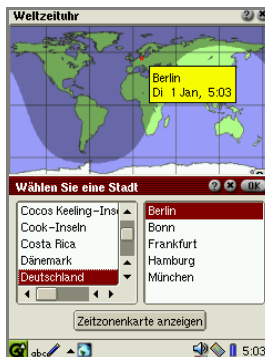 Weltzeituhr
Berlin
Di 1 Jan, 5:03
Wählen Sie eine Stadt
OK
Cocos Keeling-Ins
Cook-Inseln
Costa Rica
Dänemark
Deutschland
Berlin
Bonn
Frankfurt
Hamburg
München
Zeitzonenkarte anzeigen
abc
5:03